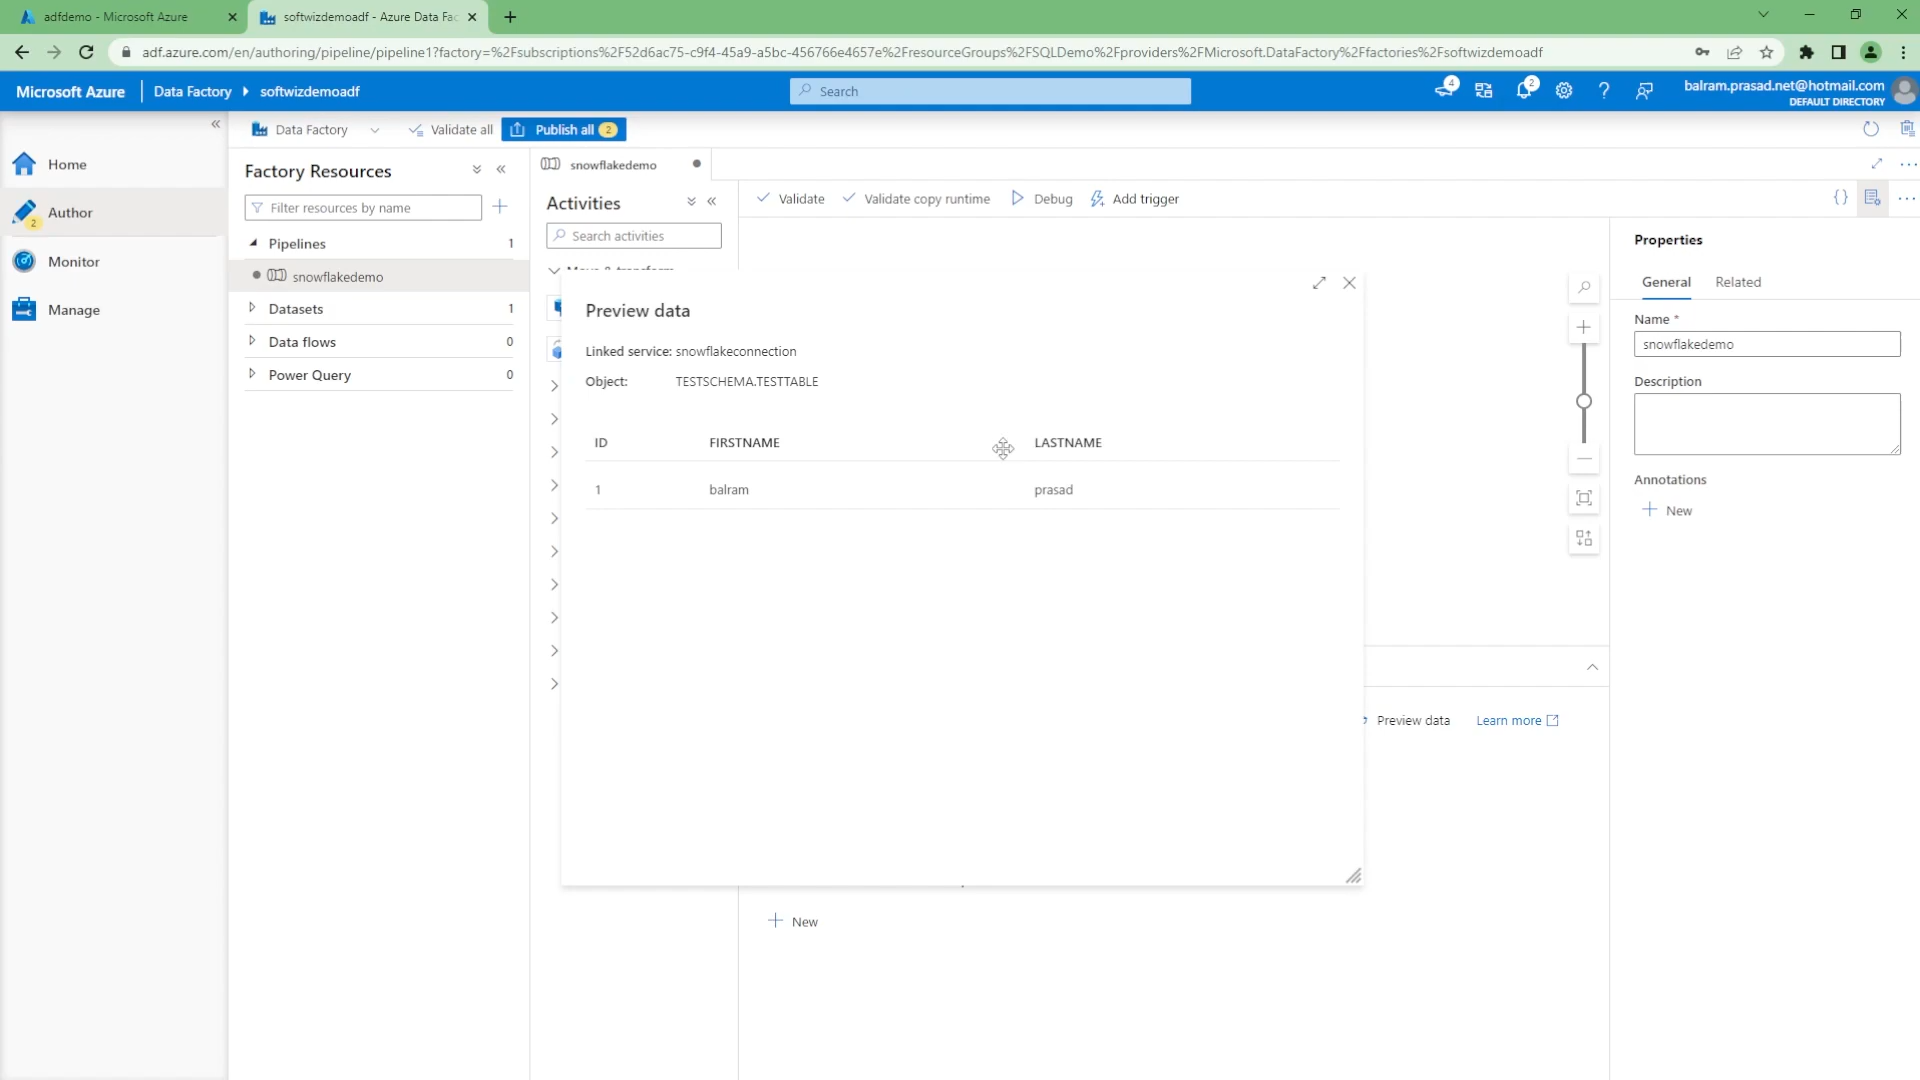 adfdemo - Microsoft Azure
softwizdemoadf - Azure Data Fac
adf.azure.com/en/authoring/pipeline/pipeline1?factory=%2Fsubscriptions%2F52d6ac75-c9f4-45a9-a5bc-456766e4657e%2FresourceGroups%2FSQLDemo%2Fproviders%2FMicrosoft.DataFactory%2Ffactories%2Fsoftwizdemoadf
Microsoft Azure
Data Factory
softwizdemoadf
Search
4
2
balram.prasad.net@hotmail.com
DEFAULT DIRECTORY
Home
Author
2
Monitor
Manage
Data Factory
Validate all
Publish all 2
Factory Resources
Filter resources by name
Pipelines 1
snowflakedemo
Datasets 1
Data flows 0
Power Query 0
snowflakedemo
Activities
Search activities
Validate
Validate copy runtime
Debug
Add trigger
Preview data
Linked service: snowflakeconnection
Object: TESTSCHEMA.TESTTABLE
ID FIRSTNAME LASTNAME
1 balram prasad
Preview data
Learn more
New
Properties
General
Related
Name *
snowflakedemo
Description
Annotations
New